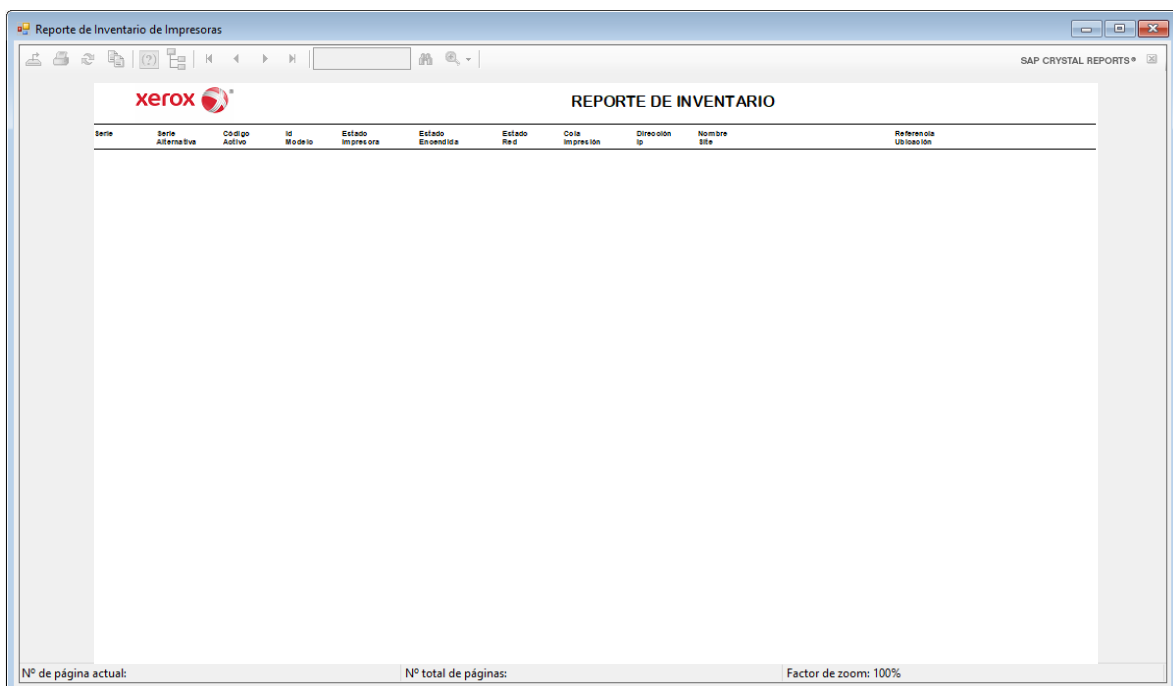 Reporte de Inventario de Impresoras
SAP CRYSTAL REPORTS®
xerox
REPORTE DE INVENTARIO
Serie Serie Código Id Estado Estado Estado Cola Dirección Nombre Referencia
Alternativa Activo Modelo Impresora Encendida Red Impresión Ip Site Ubicación
Nº de página actual: Nº total de páginas: Factor de zoom: 100%